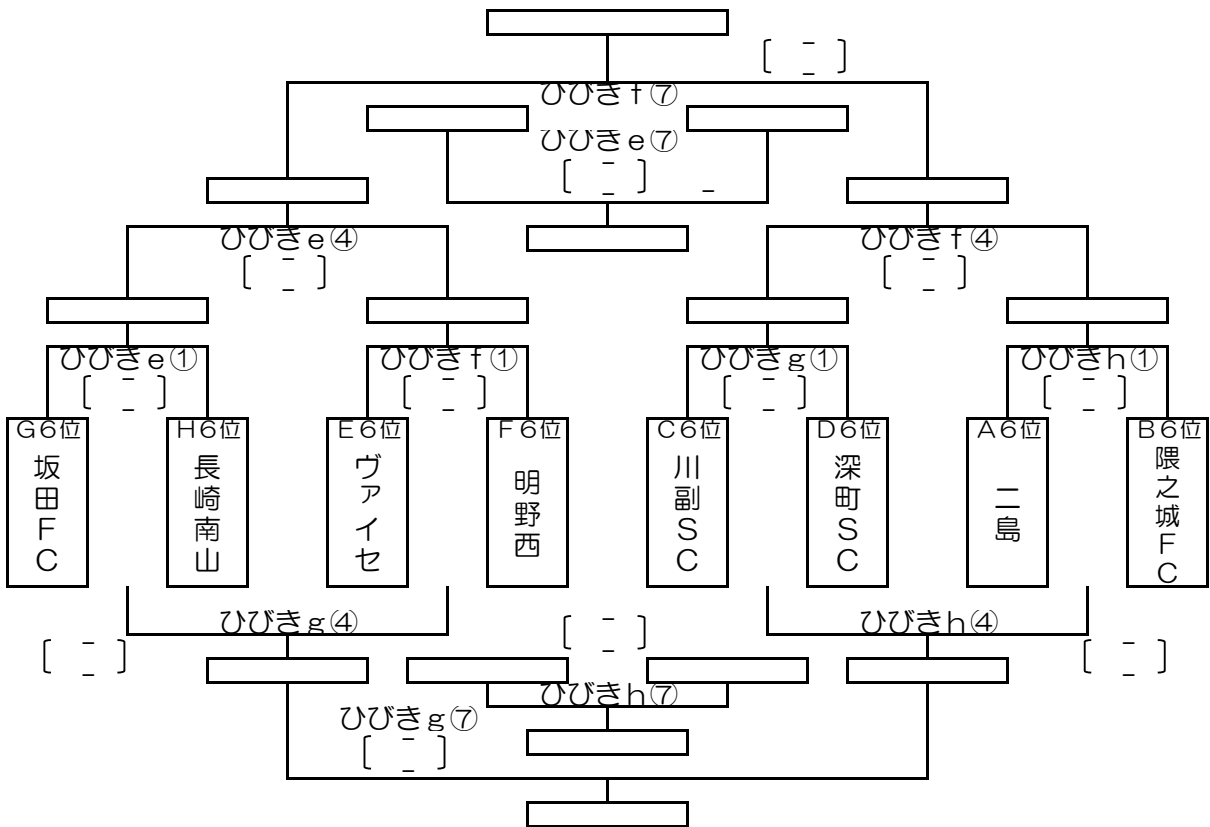 [ - - ]
ひびきf⑦
ひびきe⑦
[ - - ] -
ひびきe④ ひびきf④
[ - - ] [ - - ]
ひびきe① ひびきf① ひびきg① ひびきh①
[ - - ] [ - - ] [ - - ] [ - - ]
G6位 H6位 E6位 F6位 C6位 D6位 A6位 B6位
坂田FC 長崎南山 ヴァイセ 明野西 川副SC 深町SC 二島 隈之城FC
ひびきg④ [ - - ] ひびきh④
[ - - ] [ - - ]
ひびきh⑦
ひびきg⑦
[ - - ]